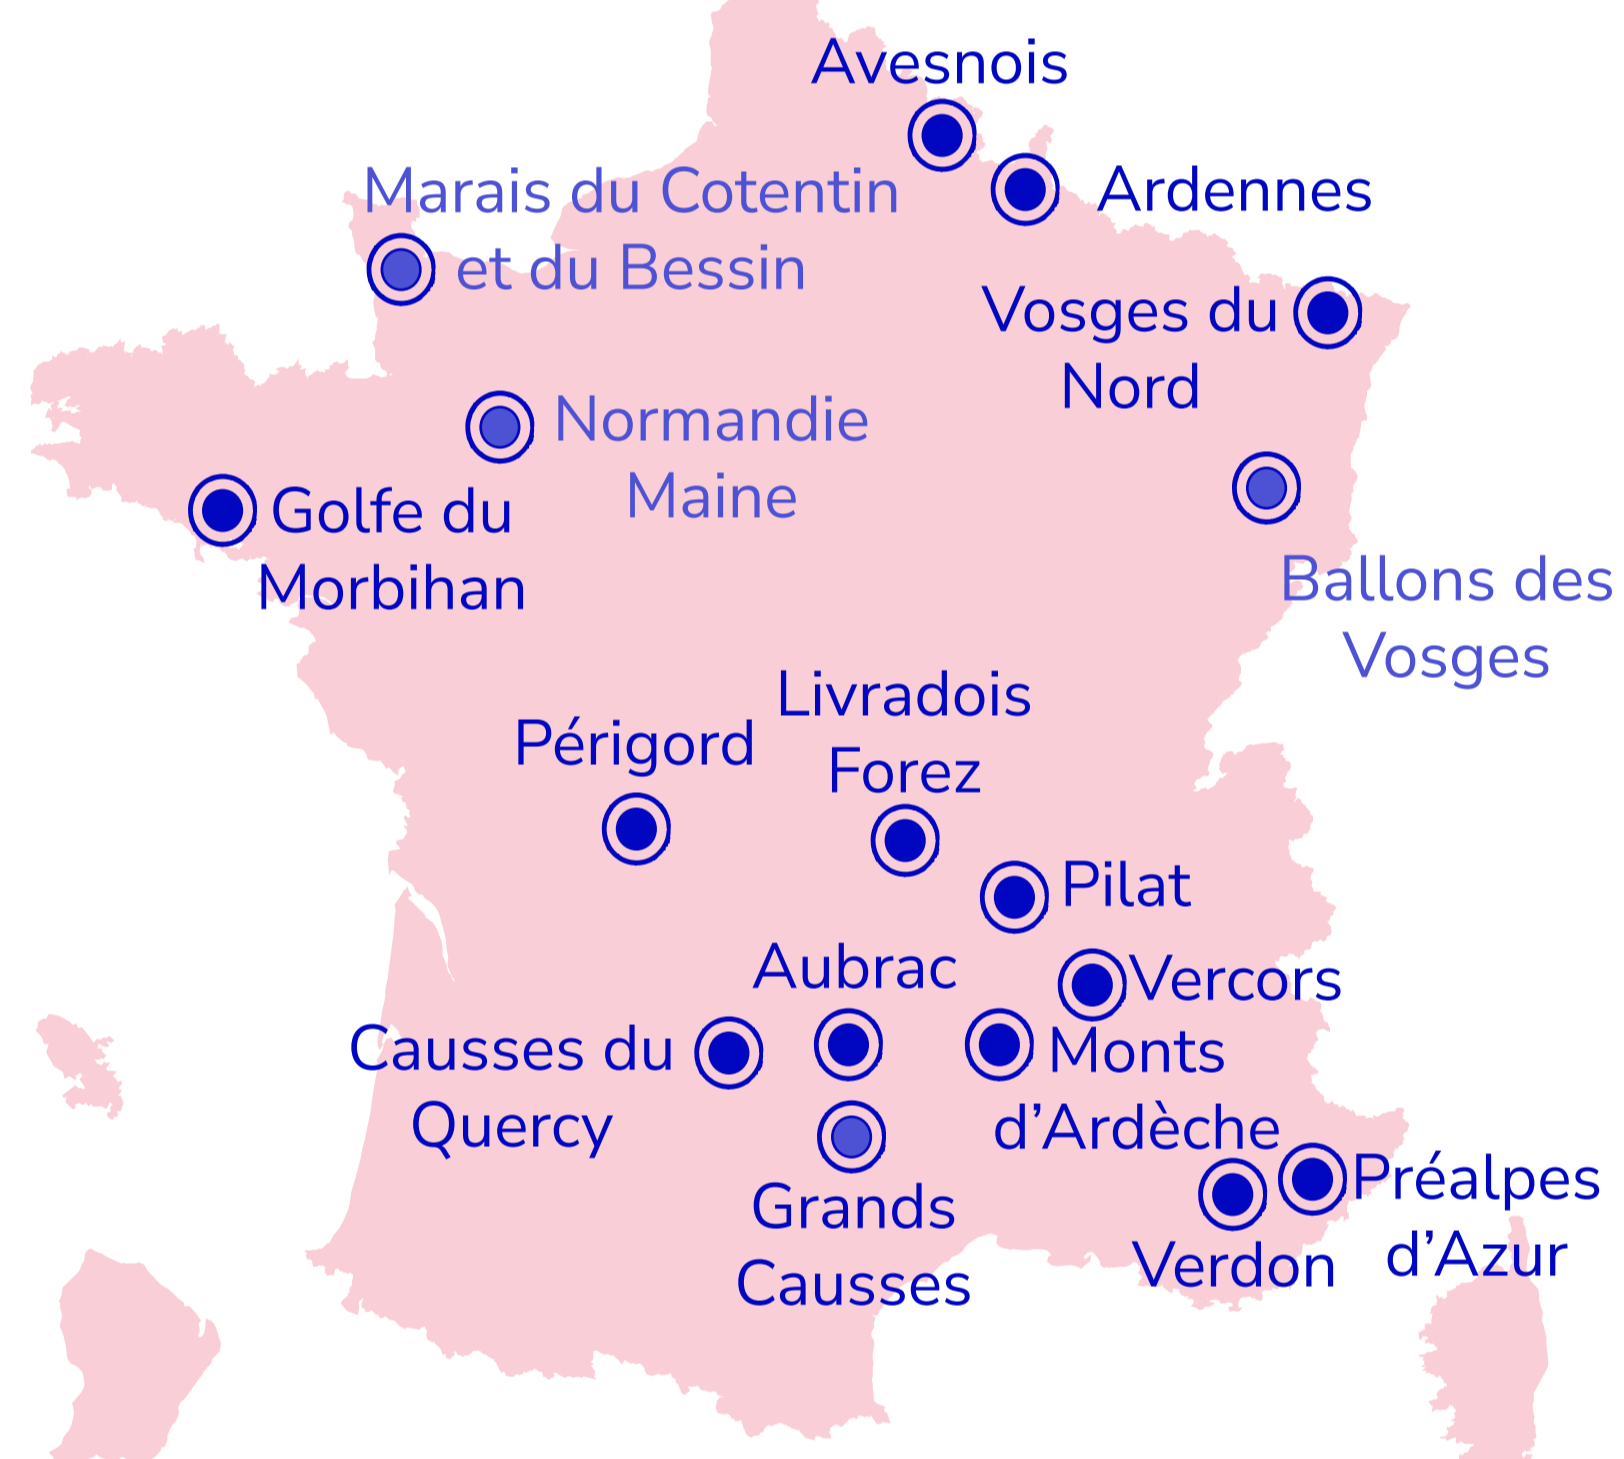 Avesnois
Ardennes
Marais du Cotentin
et du Bessin
Vosges du
Nord
Normandie
Maine
Golfe du
Morbihan
Ballons des
Vosges
Livradois
Forez
Périgord
Pilat
Aubrac
Vercors
Causses du
Quercy
Monts
d’Ardèche
Grands
Causses
Préalpes
d’Azur
Verdon